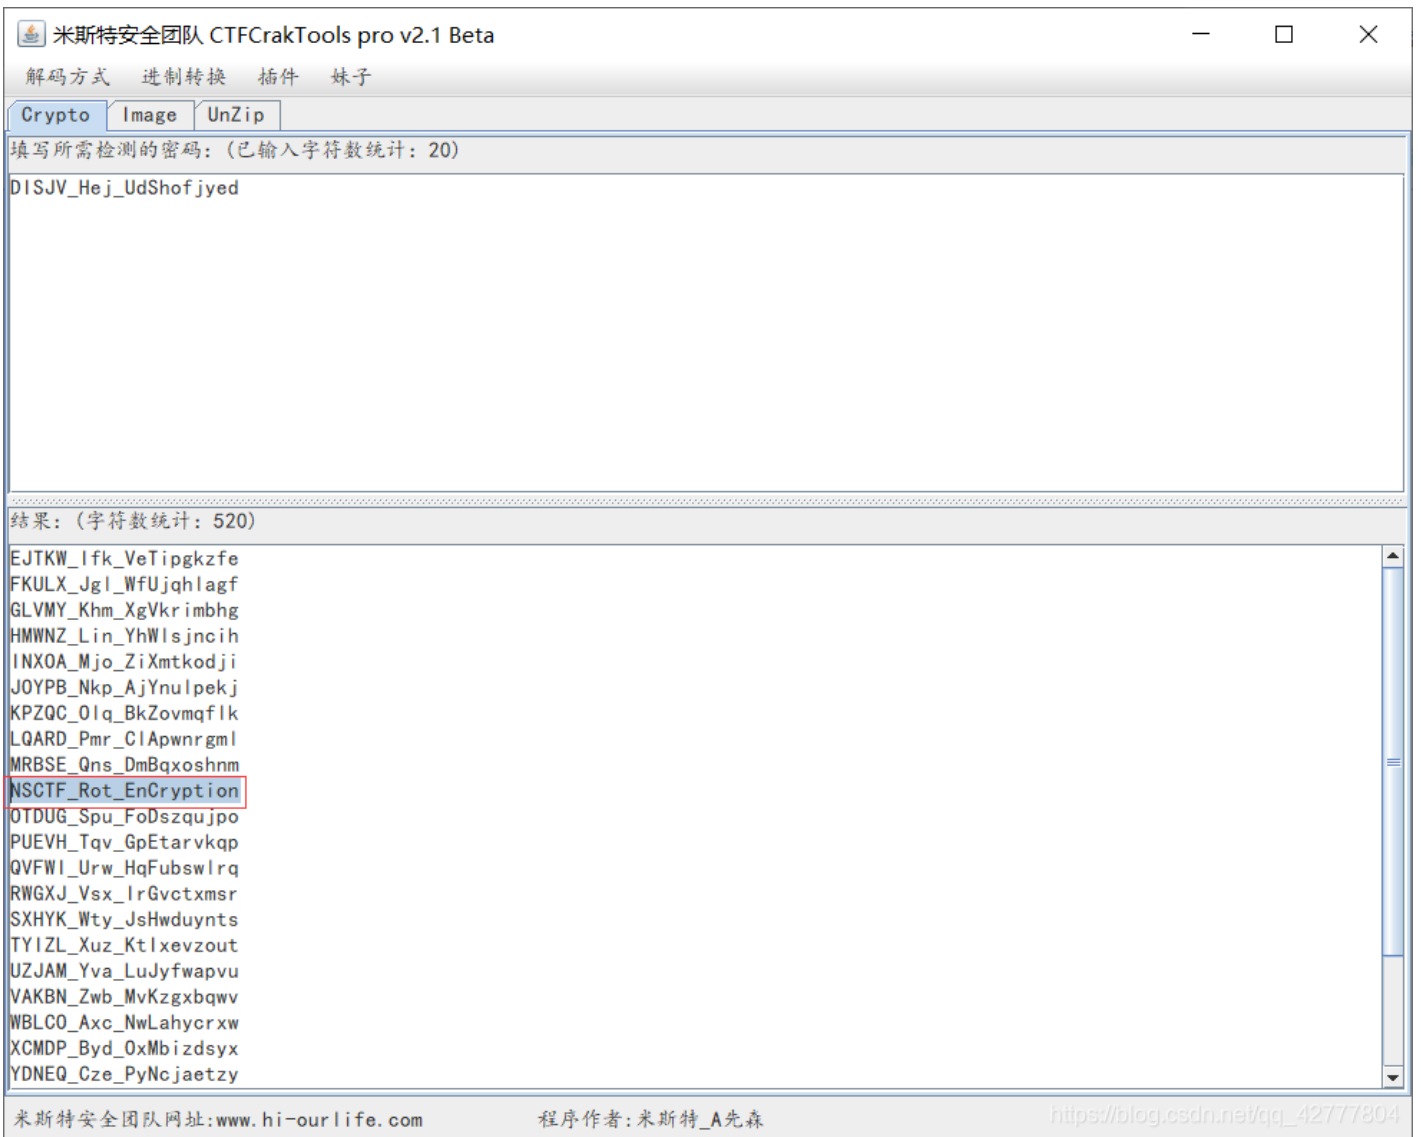 米斯特安全团队 CTFCrakTools pro v2.1 Beta
解码方式 进制转换 插件 妹子
Crypto Image UnZip
填写所需检测的密码：(已输入字符数统计：20)
DISJV_Hej_UdShofjyed
结果：(字符数统计：520)
EJTKW_Ifk_VeTipgkzfe
FKULX_Jgl_WfUjqhlagf
GLVMY_Khm_XgVkrimbhg
HMWNZ_Lin_YhWlsjncih
INXOA_Mjo_ZiXmtkodji
JOYPB_Nkp_AjYnulpekj
KPZQC_Olq_BkZovmqflk
LQARD_Pmr_ClApwnrgml
MRBSE_Qns_DmBqxoshnm
NSCTF_Rot_EnCryption
OTDUG_Spu_FoDszqujpo
PUEVH_Tqv_GpEtarvkqp
QVFWI_Urw_HqFubswlrq
RWGXJ_Vsx_IrGvctxmsr
SXHYK_Wty_JsHwduynts
TYIZL_Xuz_KtIxevzout
UZJAM_Yva_LuJyfwapvu
VAKBN_Zwb_MvKzgxbqwv
WBLCO_Axc_NwLahycrxw
XCMDP_Byd_OxMbizdsyx
YDNEQ_Cze_PyNcjaetzy
米斯特安全团队网址:www.hi-ourlife.com 程序作者:米斯特_A先森
https://blog.csdn.net/qq_42777804